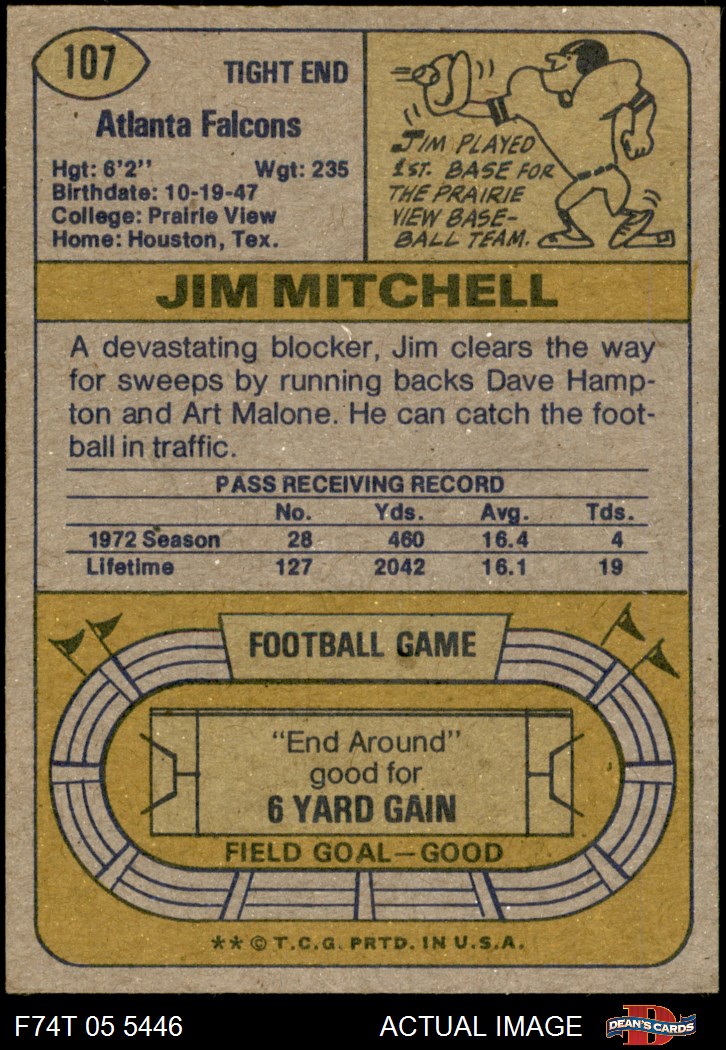 107
TIGHT END
Atlanta Falcons
Hgt: 6'2" Wgt: 235
Birthdate: 10-19-47
College: Prairie View
Home: Houston, Tex.
JIM PLAYED
1ST. BASE FOR
THE PRAIRIE
VIEW BASE-
BALL TEAM.
JIM MITCHELL
A devastating blocker, Jim clears the way
for sweeps by running backs Dave Hamp-
ton and Art Malone. He can catch the foot-
ball in traffic.
PASS RECEIVING RECORD
No. Yds. Avg. Tds.
1972 Season 28 460 16.4 4
Lifetime 127 2042 16.1 19
FOOTBALL GAME
"End Around"
good for
6 YARD GAIN
FIELD GOAL—GOOD
** © T.C.G. PRTD. IN U.S.A.
F74T 05 5446 ACTUAL IMAGE
D
DEAN'S CARDS